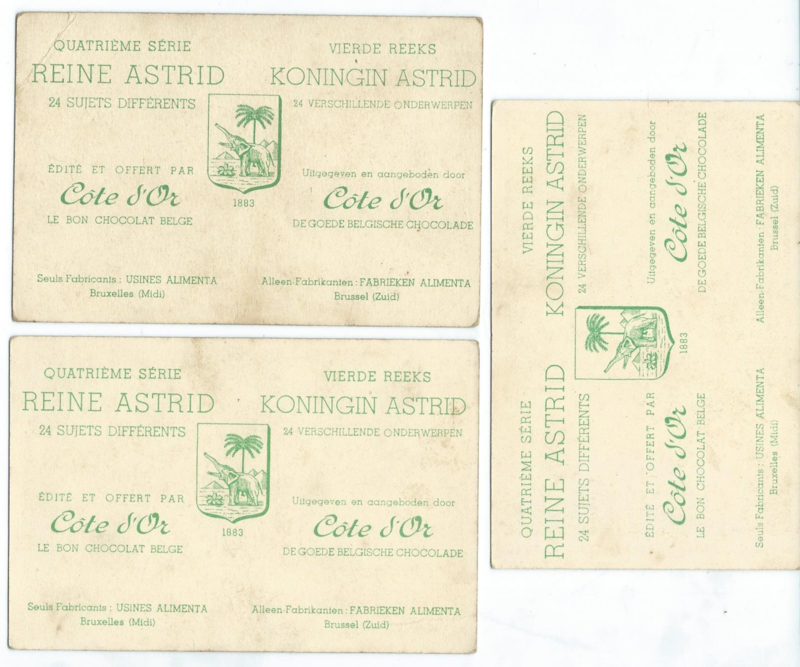 QUATRIÈME SÉRIE
REINE ASTRID
24 SUJETS DIFFÉRENTS
ÉDITÉ ET OFFERT PAR
Côte d'Or
LE BON CHOCOLAT BELGE
Seuls Fabricants : USINES ALIMENTA
Bruxelles (Midi)
VIERDE REEKS
KONINGIN ASTRID
24 VERSCHILLENDE ONDERWERPEN
Uitgegeven en aangeboden door
Côte d'Or
DE GOEDE BELGISCHE CHOCOLADE
Alleen-Fabrikanten : FABRIEKEN ALIMENTA
Brussel (Zuid)
1883
QUATRIÈME SÉRIE
REINE ASTRID
24 SUJETS DIFFÉRENTS
ÉDITÉ ET OFFERT PAR
Côte d'Or
LE BON CHOCOLAT BELGE
Seuls Fabricants : USINES ALIMENTA
Bruxelles (Midi)
VIERDE REEKS
KONINGIN ASTRID
24 VERSCHILLENDE ONDERWERPEN
Uitgegeven en aangeboden door
Côte d'Or
DE GOEDE BELGISCHE CHOCOLADE
Alleen-Fabrikanten : FABRIEKEN ALIMENTA
Brussel (Zuid)
1883
QUATRIÈME SÉRIE
REINE ASTRID
24 SUJETS DIFFÉRENTS
ÉDITÉ ET OFFERT PAR
Côte d'Or
LE BON CHOCOLAT BELGE
Seuls Fabricants : USINES ALIMENTA
Bruxelles (Midi)
VIERDE REEKS
KONINGIN ASTRID
24 VERSCHILLENDE ONDERWERPEN
Uitgegeven en aangeboden door
Côte d'Or
DE GOEDE BELGISCHE CHOCOLADE
Alleen-Fabrikanten : FABRIEKEN ALIMENTA
Brussel (Zuid)
1883